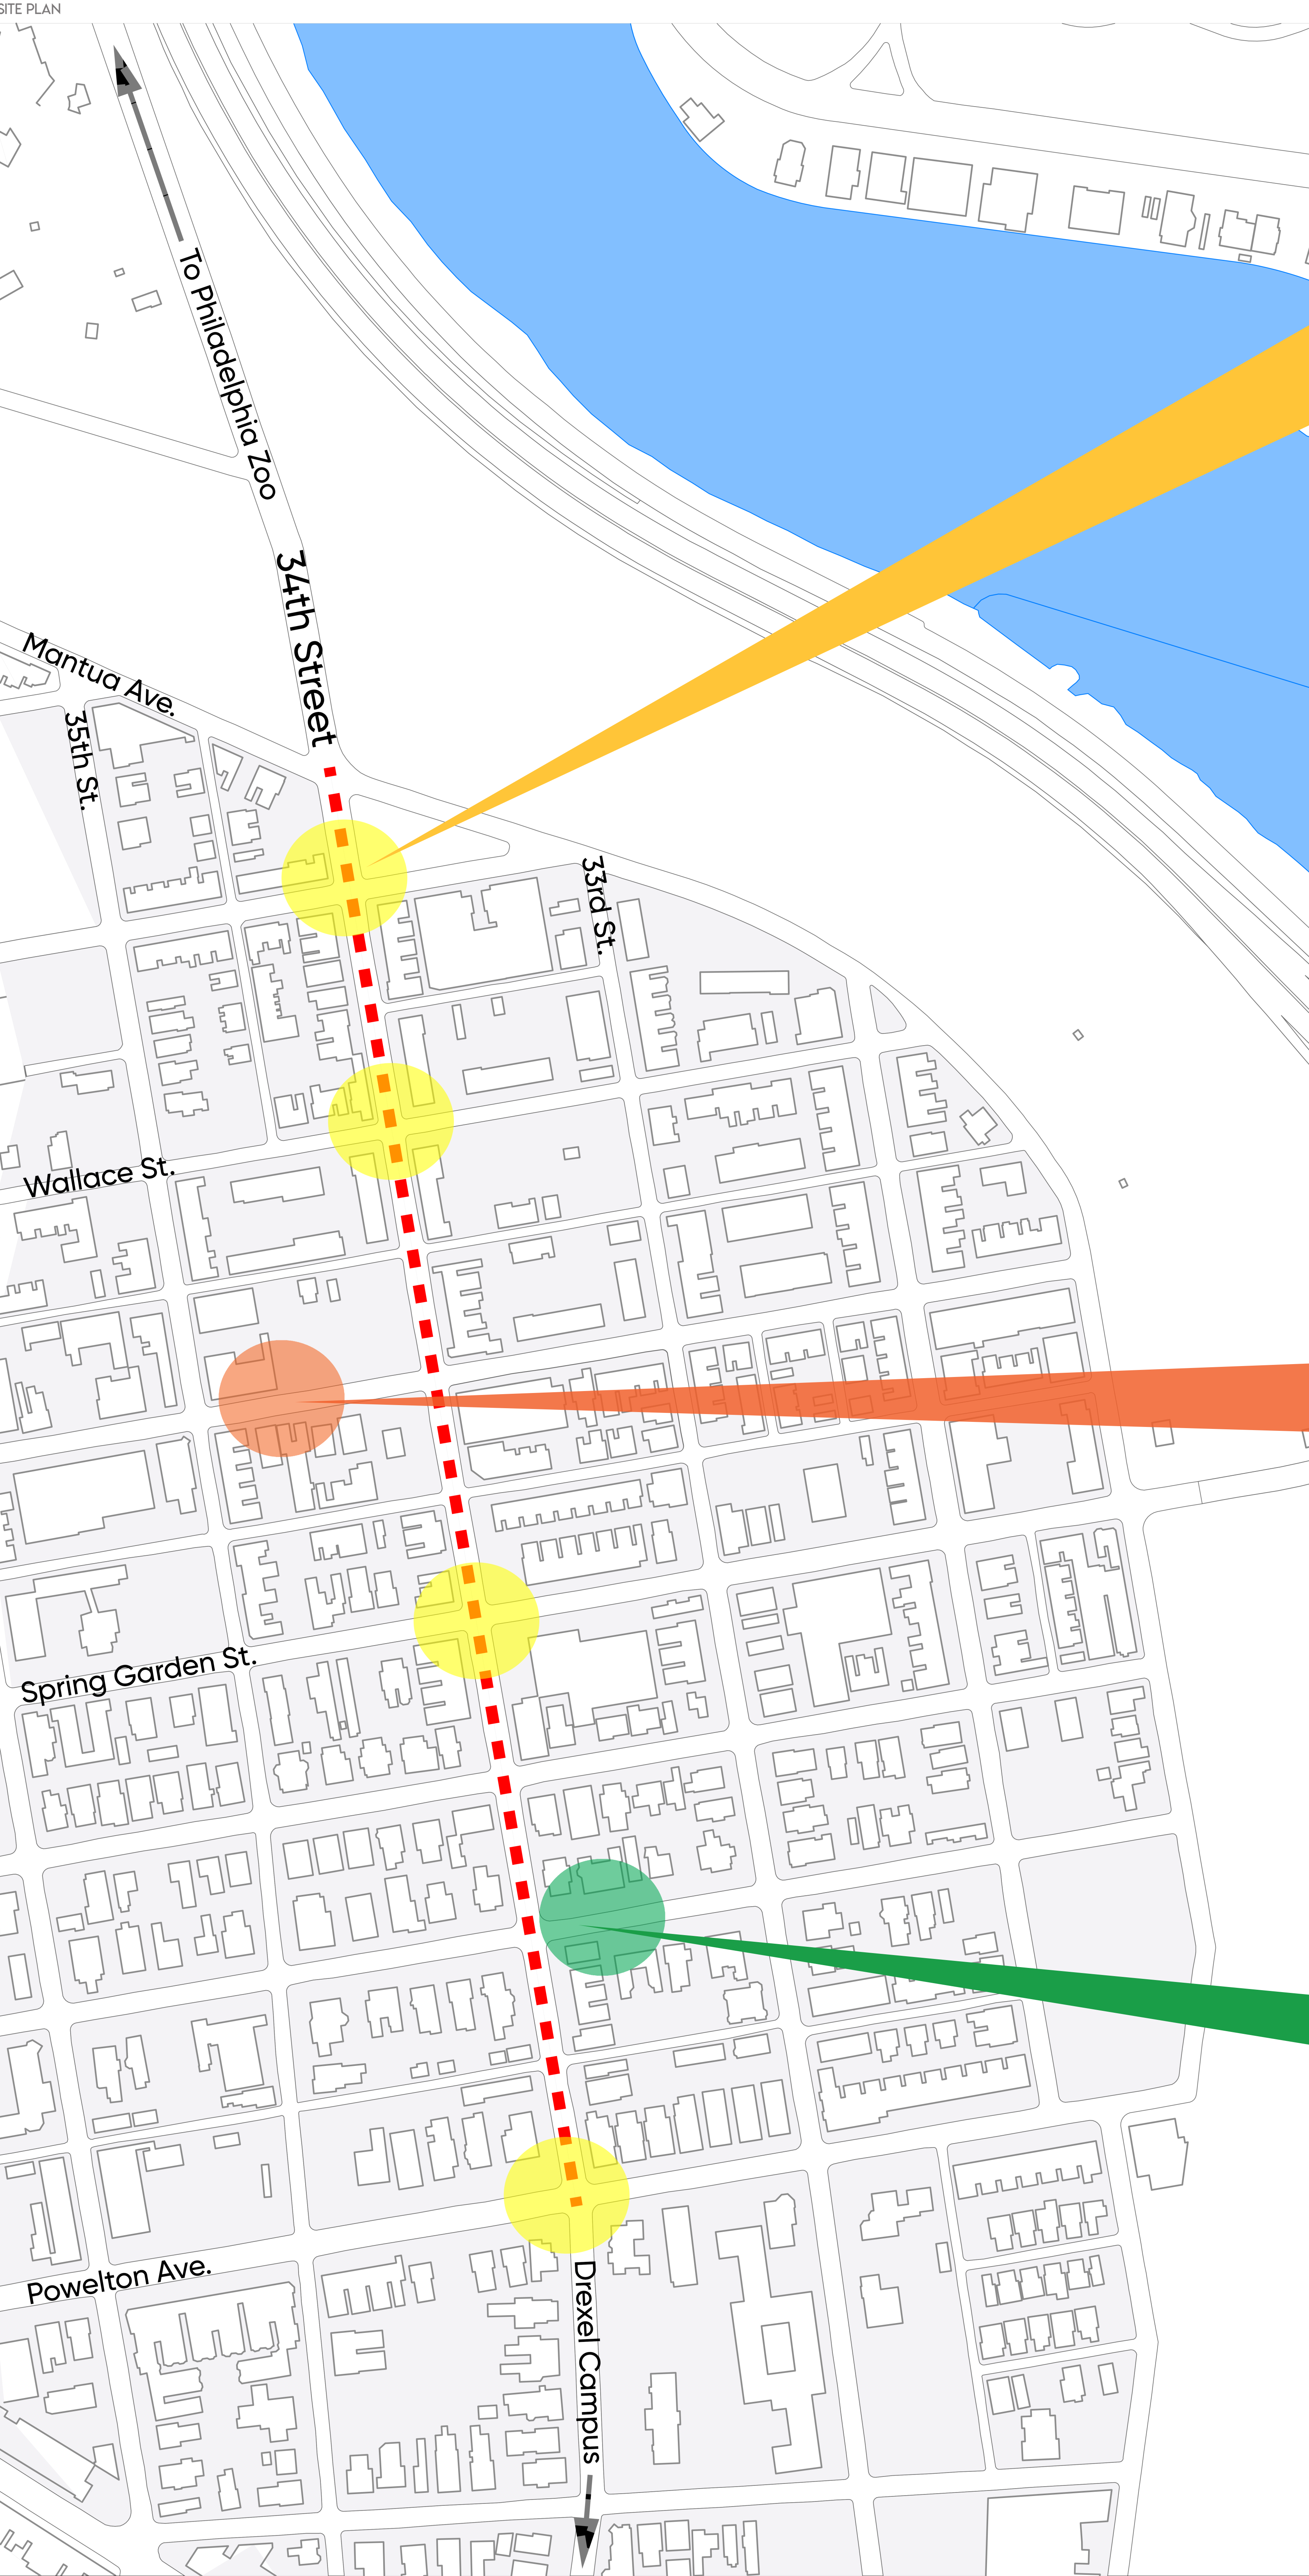 SITE PLAN
To Philadelphia Zoo
34th Street
Mantua Ave.
35th St.
33rd St.
Wallace St.
Spring Garden St.
Powelton Ave.
Drexel Campus